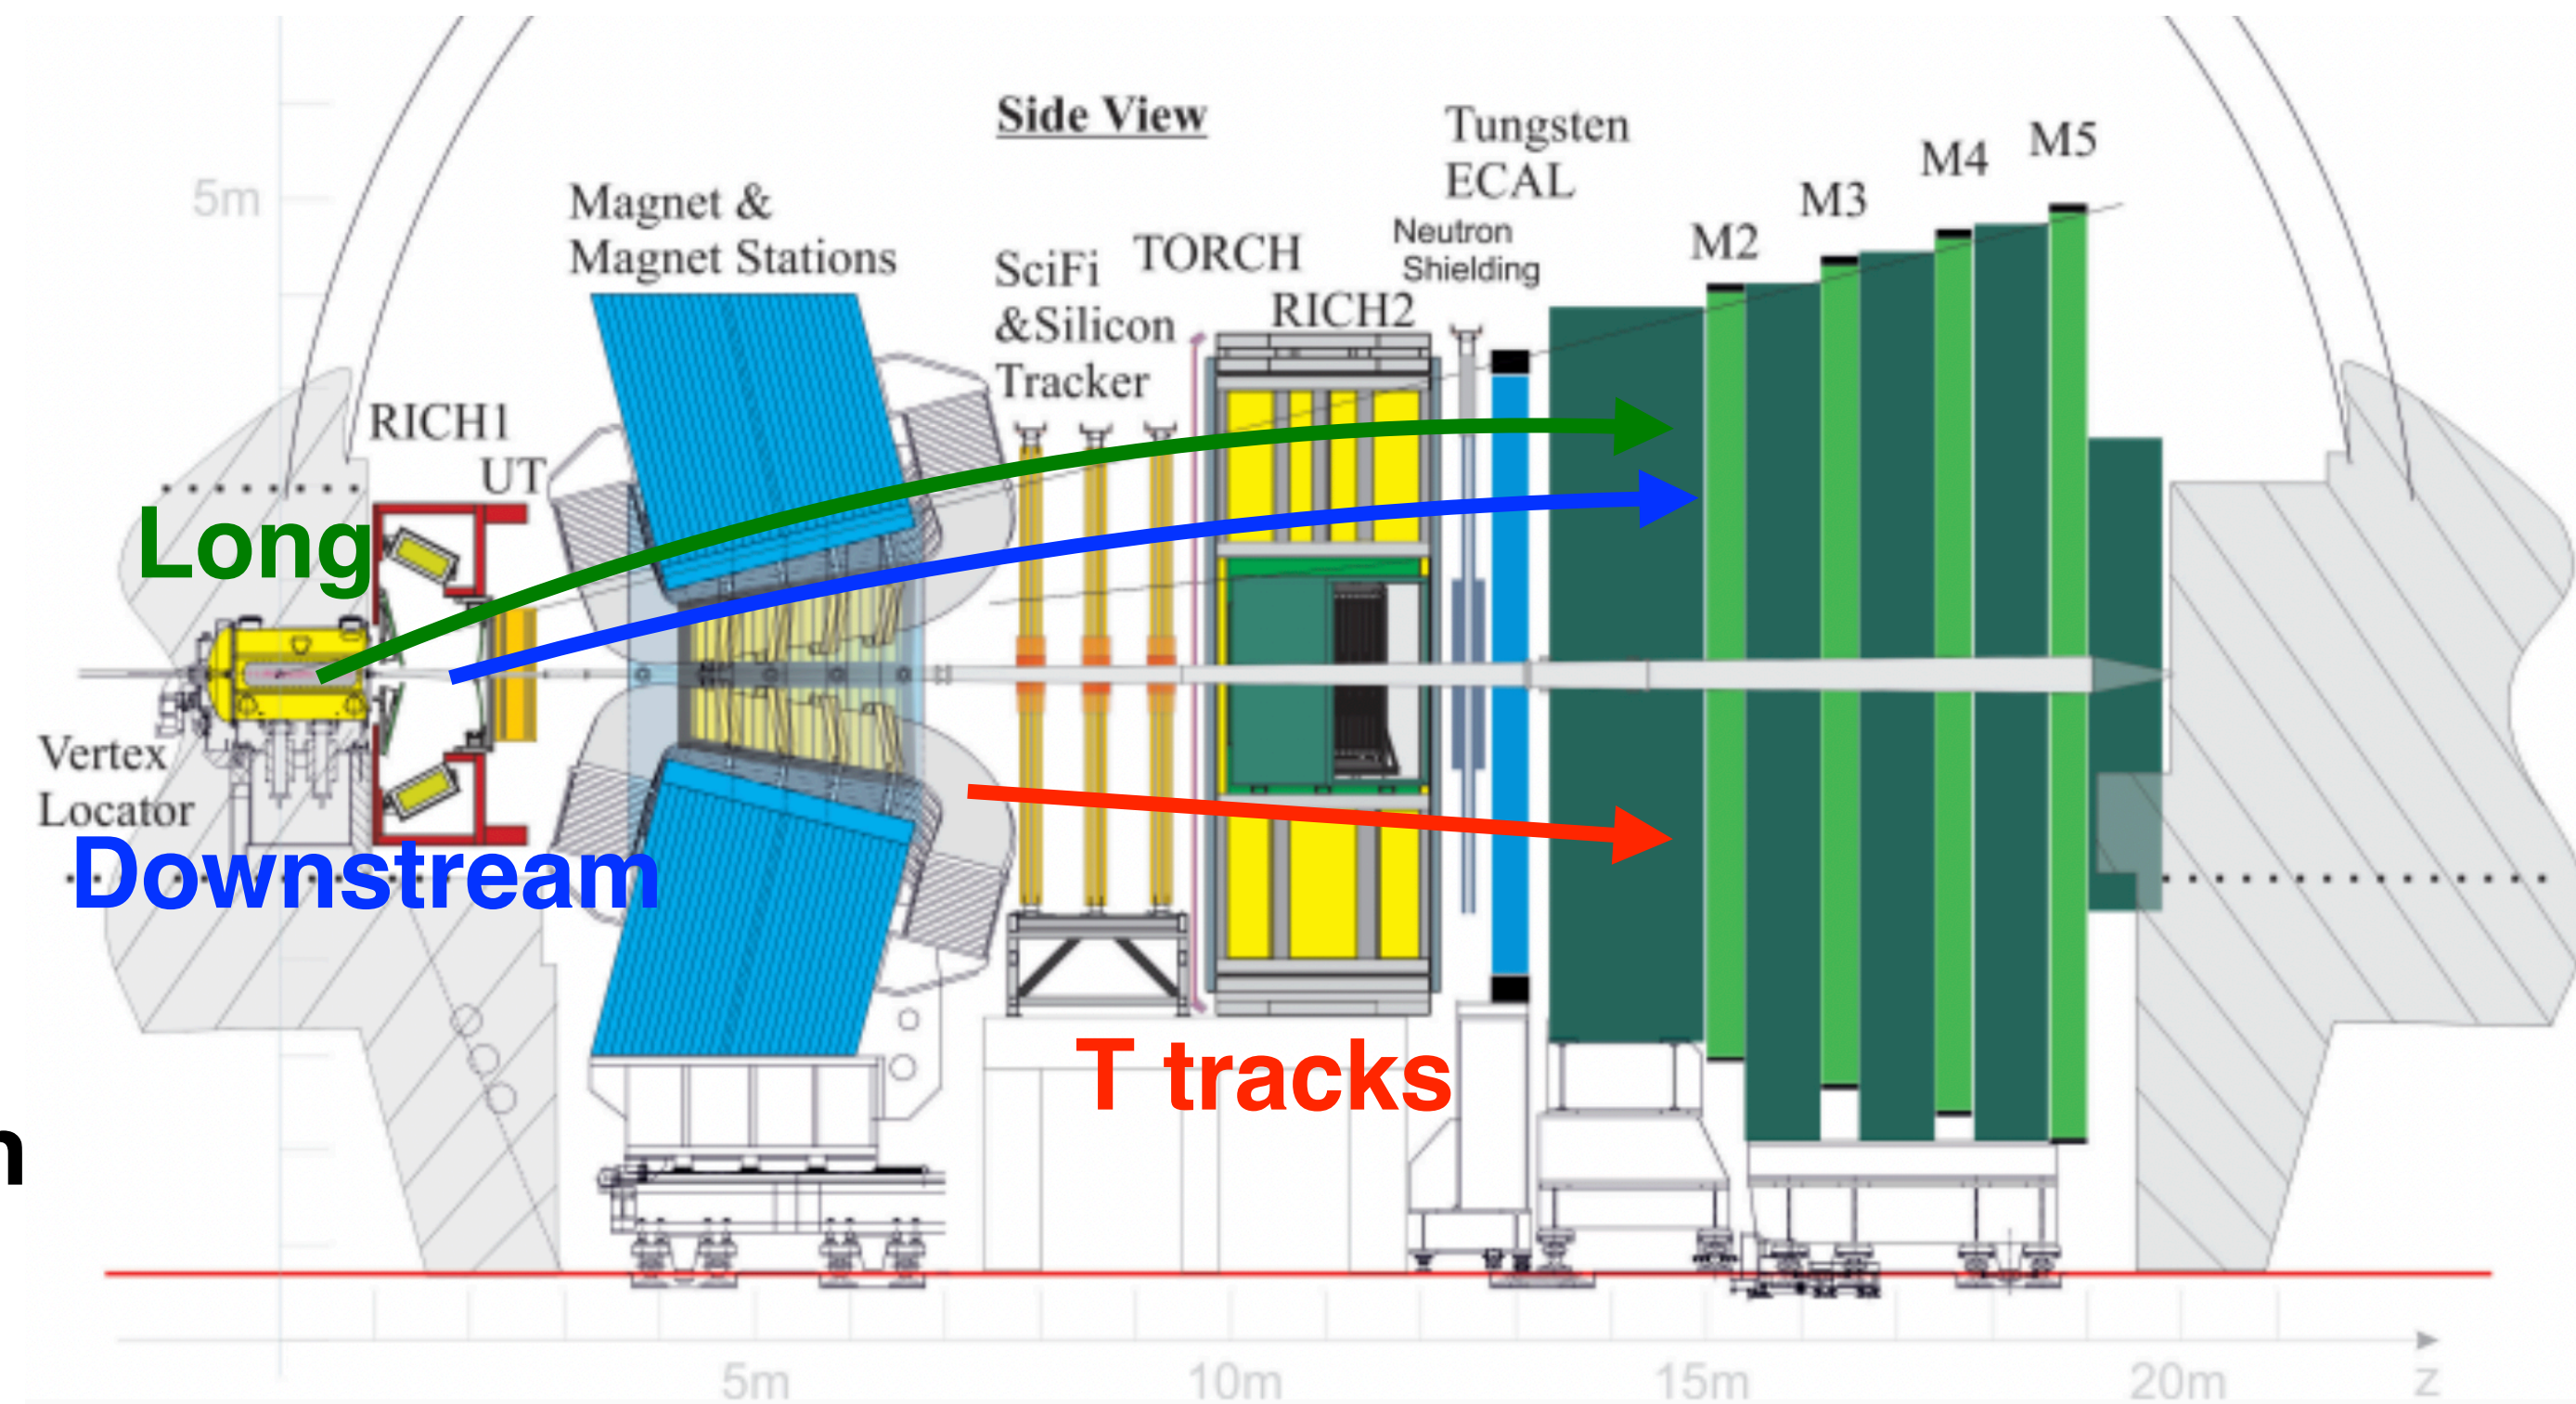 Side View
Tungsten
ECAL
M5
M4
M3
M2
Magnet &
Magnet Stations
5m
Neutron
Shielding
TORCH
SciFi
&Silicon
Tracker
RICH2
RICH1
UT
Long
Vertex
Locator
Downstream
T tracks
n
5m
10m
15m
20m
z